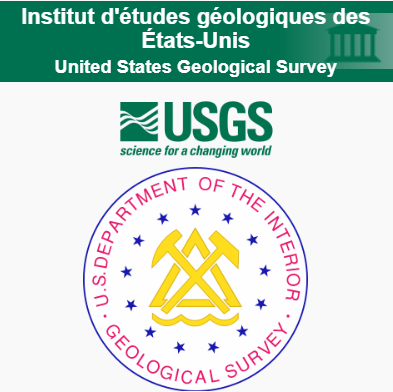 Institut d'études géologiques des
États-Unis
United States Geological Survey
USGS
science for a changing world
U.S. DEPARTMENT OF THE INTERIOR
· GEOLOGICAL SURVEY ·